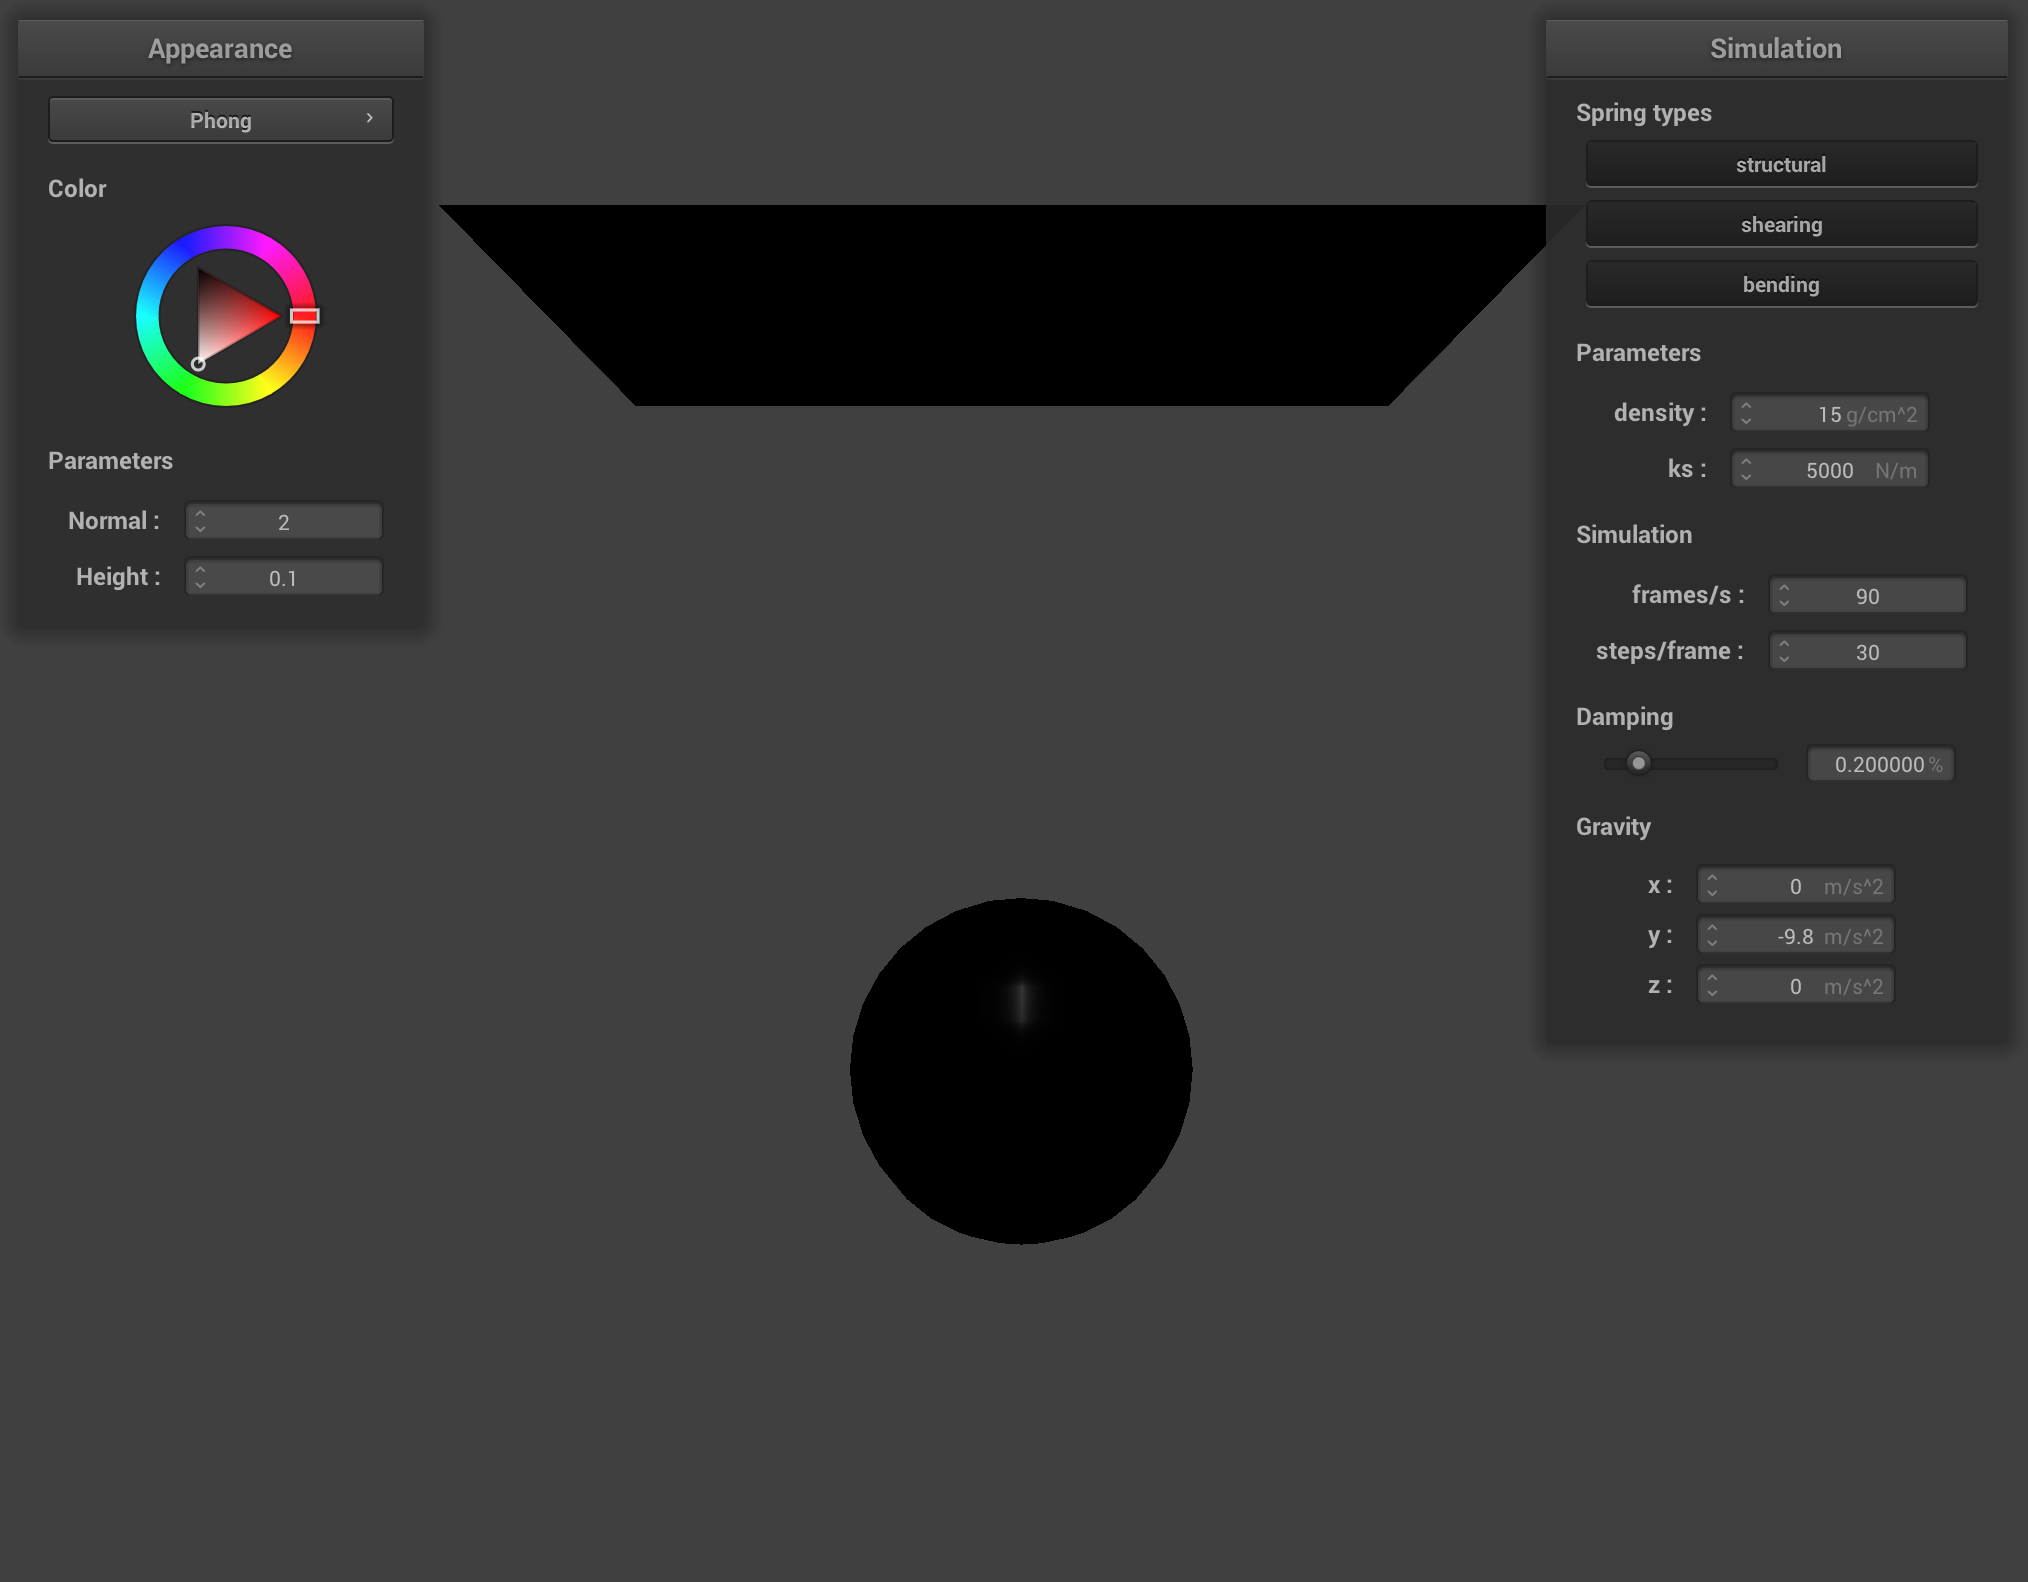 Appearance
Phong
Color
Parameters
Normal : 2
Height : 0.1
Simulation
Spring types
structural
shearing
bending
Parameters
density : 15 g/cm^2
ks : 5000 N/m
Simulation
frames/s : 90
steps/frame : 30
Damping
0.200000 %
Gravity
x : 0 m/s^2
y : -9.8 m/s^2
z : 0 m/s^2